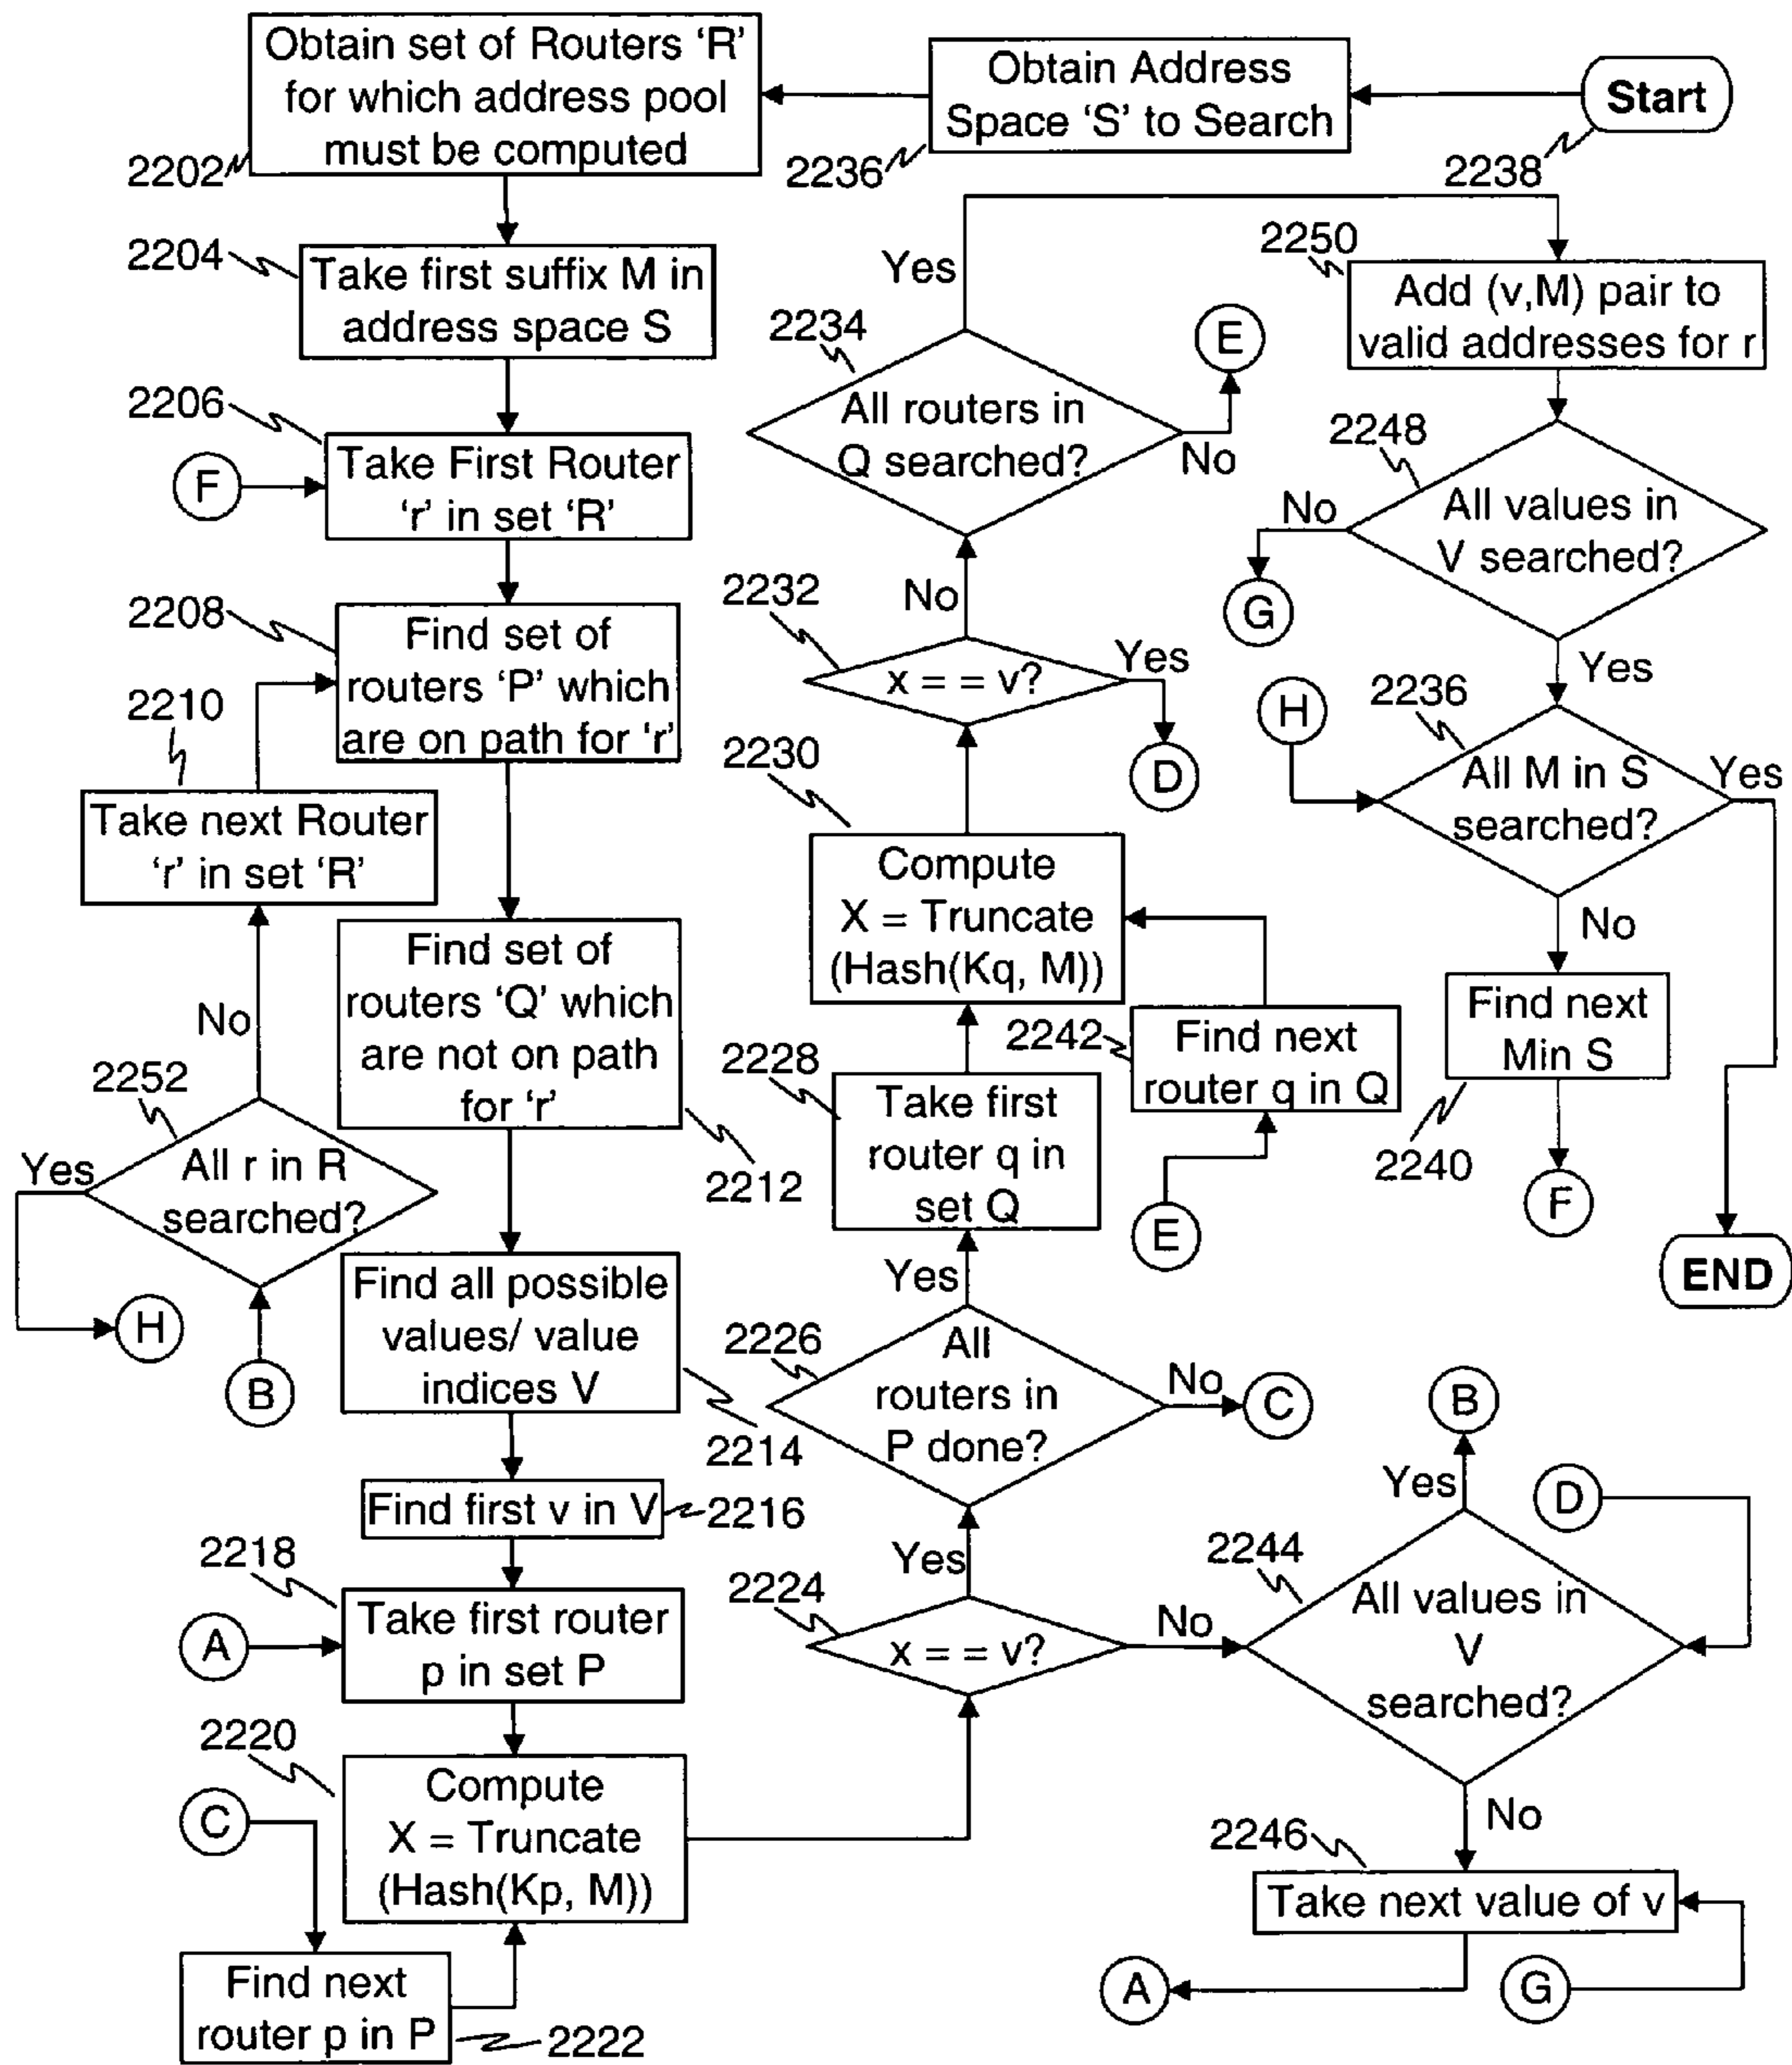 Start
2238
Obtain Address
Space ‘S’ to Search
2236
Obtain set of Routers ‘R’
for which address pool
must be computed
2202
2204
Take first suffix M in
address space S
2206
F
Take First Router
‘r’ in set ‘R’
2208
Find set of
routers ‘P’ which
are on path for ‘r’
2210
Take next Router
‘r’ in set ‘R’
No
2252
All r in R
searched?
Yes
H
B
Find set of
routers ‘Q’ which
are not on path
for ‘r’
2212
Find all possible
values/ value
indices V
2214
Find first v in V
2216
2218
A
Take first router
p in set P
2220
Compute
X = Truncate
(Hash(Kp, M))
C
Find next
router p in P
2222
2224
x = = v?
Yes
No
2226
All
routers in
P done?
No
C
Yes
2228
Take first
router q in
set Q
2242
Find next
router q in Q
E
2230
Compute
X = Truncate
(Hash(Kq, M))
2232
x = = v?
Yes
D
No
2234
All routers in
Q searched?
No
E
Yes
2250
Add (v,M) pair to
valid addresses for r
2248
All values in
V searched?
No
G
Yes
2236
H
All M in S
searched?
Yes
No
Find next
Min S
2240
F
END
B
Yes
D
2244
All values in
V
searched?
No
2246
Take next value of v
A
G